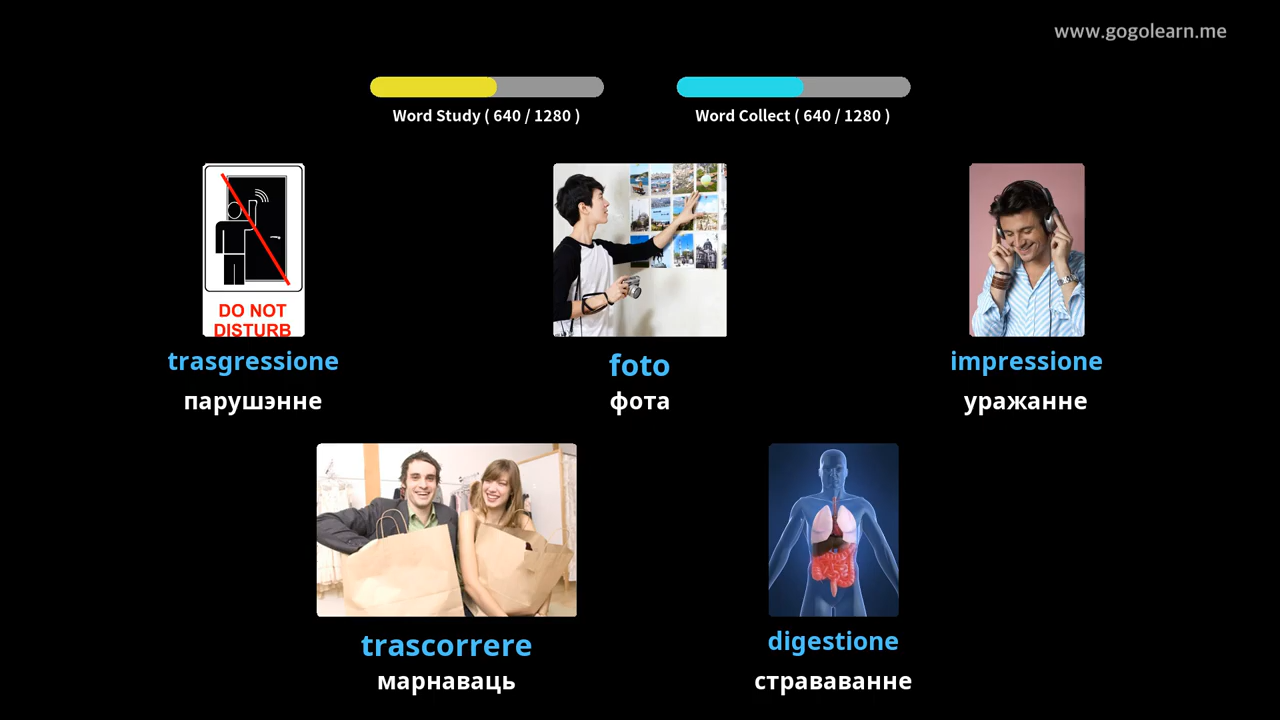 www.gogolearn.me
Word Study ( 640 / 1280 )
Word Collect ( 640 / 1280 )
DO NOT
DISTURB
trasgressione
парушэнне
foto
фота
impressione
уражанне
trascorrere
марнаваць
digestione
страваванне